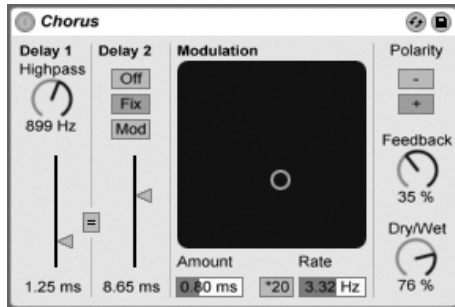 Chorus
Delay 1
Highpass
899 Hz
1.25 ms
=
Delay 2
Off
Fix
Mod
8.65 ms
Modulation
Amount
0.80 ms
*20
Rate
3.32 Hz
Polarity
-
+
Feedback
35 %
Dry/Wet
76 %